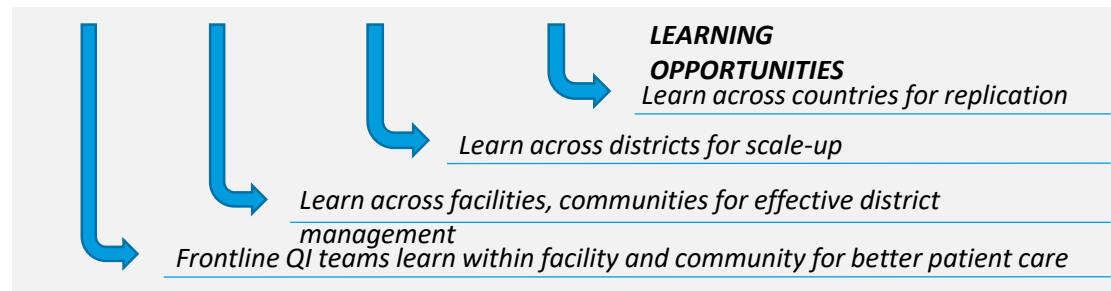 LEARNING
OPPORTUNITIES
Learn across countries for replication
Learn across districts for scale-up
Learn across facilities, communities for effective district
management
Frontline QI teams learn within facility and community for better patient care